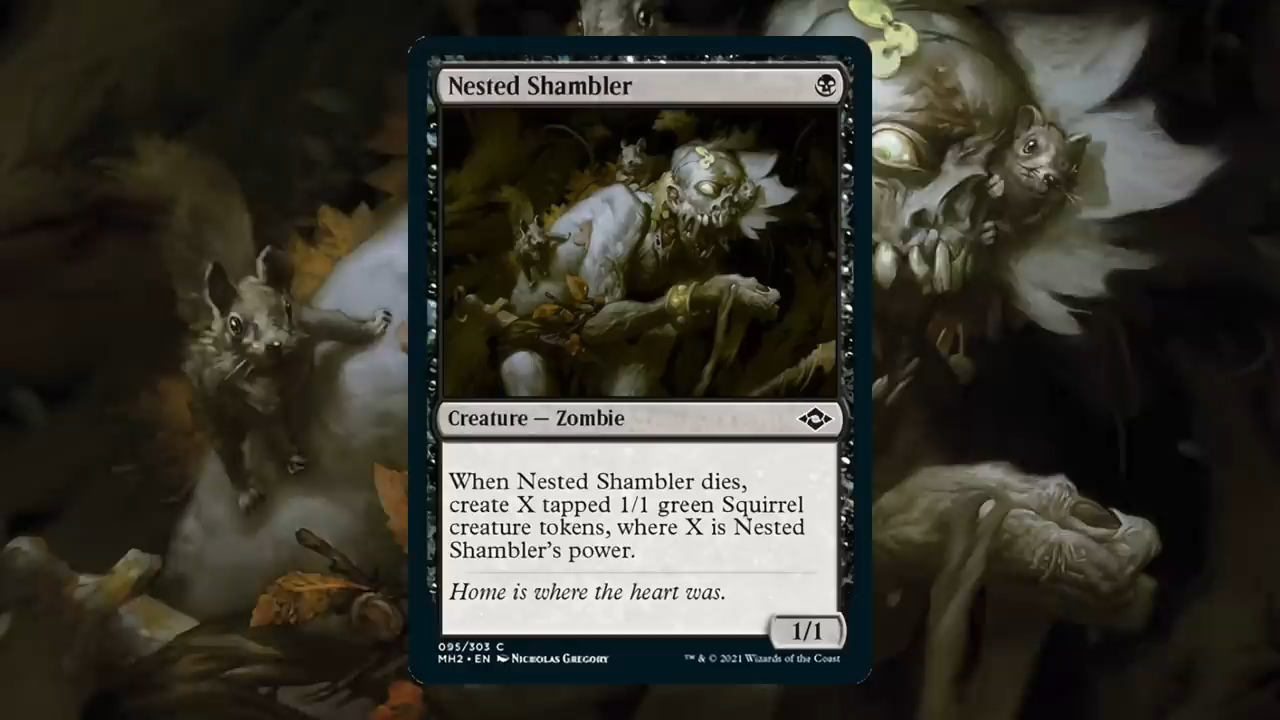 Nested Shambler
Creature — Zombie
When Nested Shambler dies,
create X tapped 1/1 green Squirrel
creature tokens, where X is Nested
Shambler's power.
Home is where the heart was.
1/1
095/303 C
MH2 • EN Nicholas Gregory
™ & © 2021 Wizards of the Coast